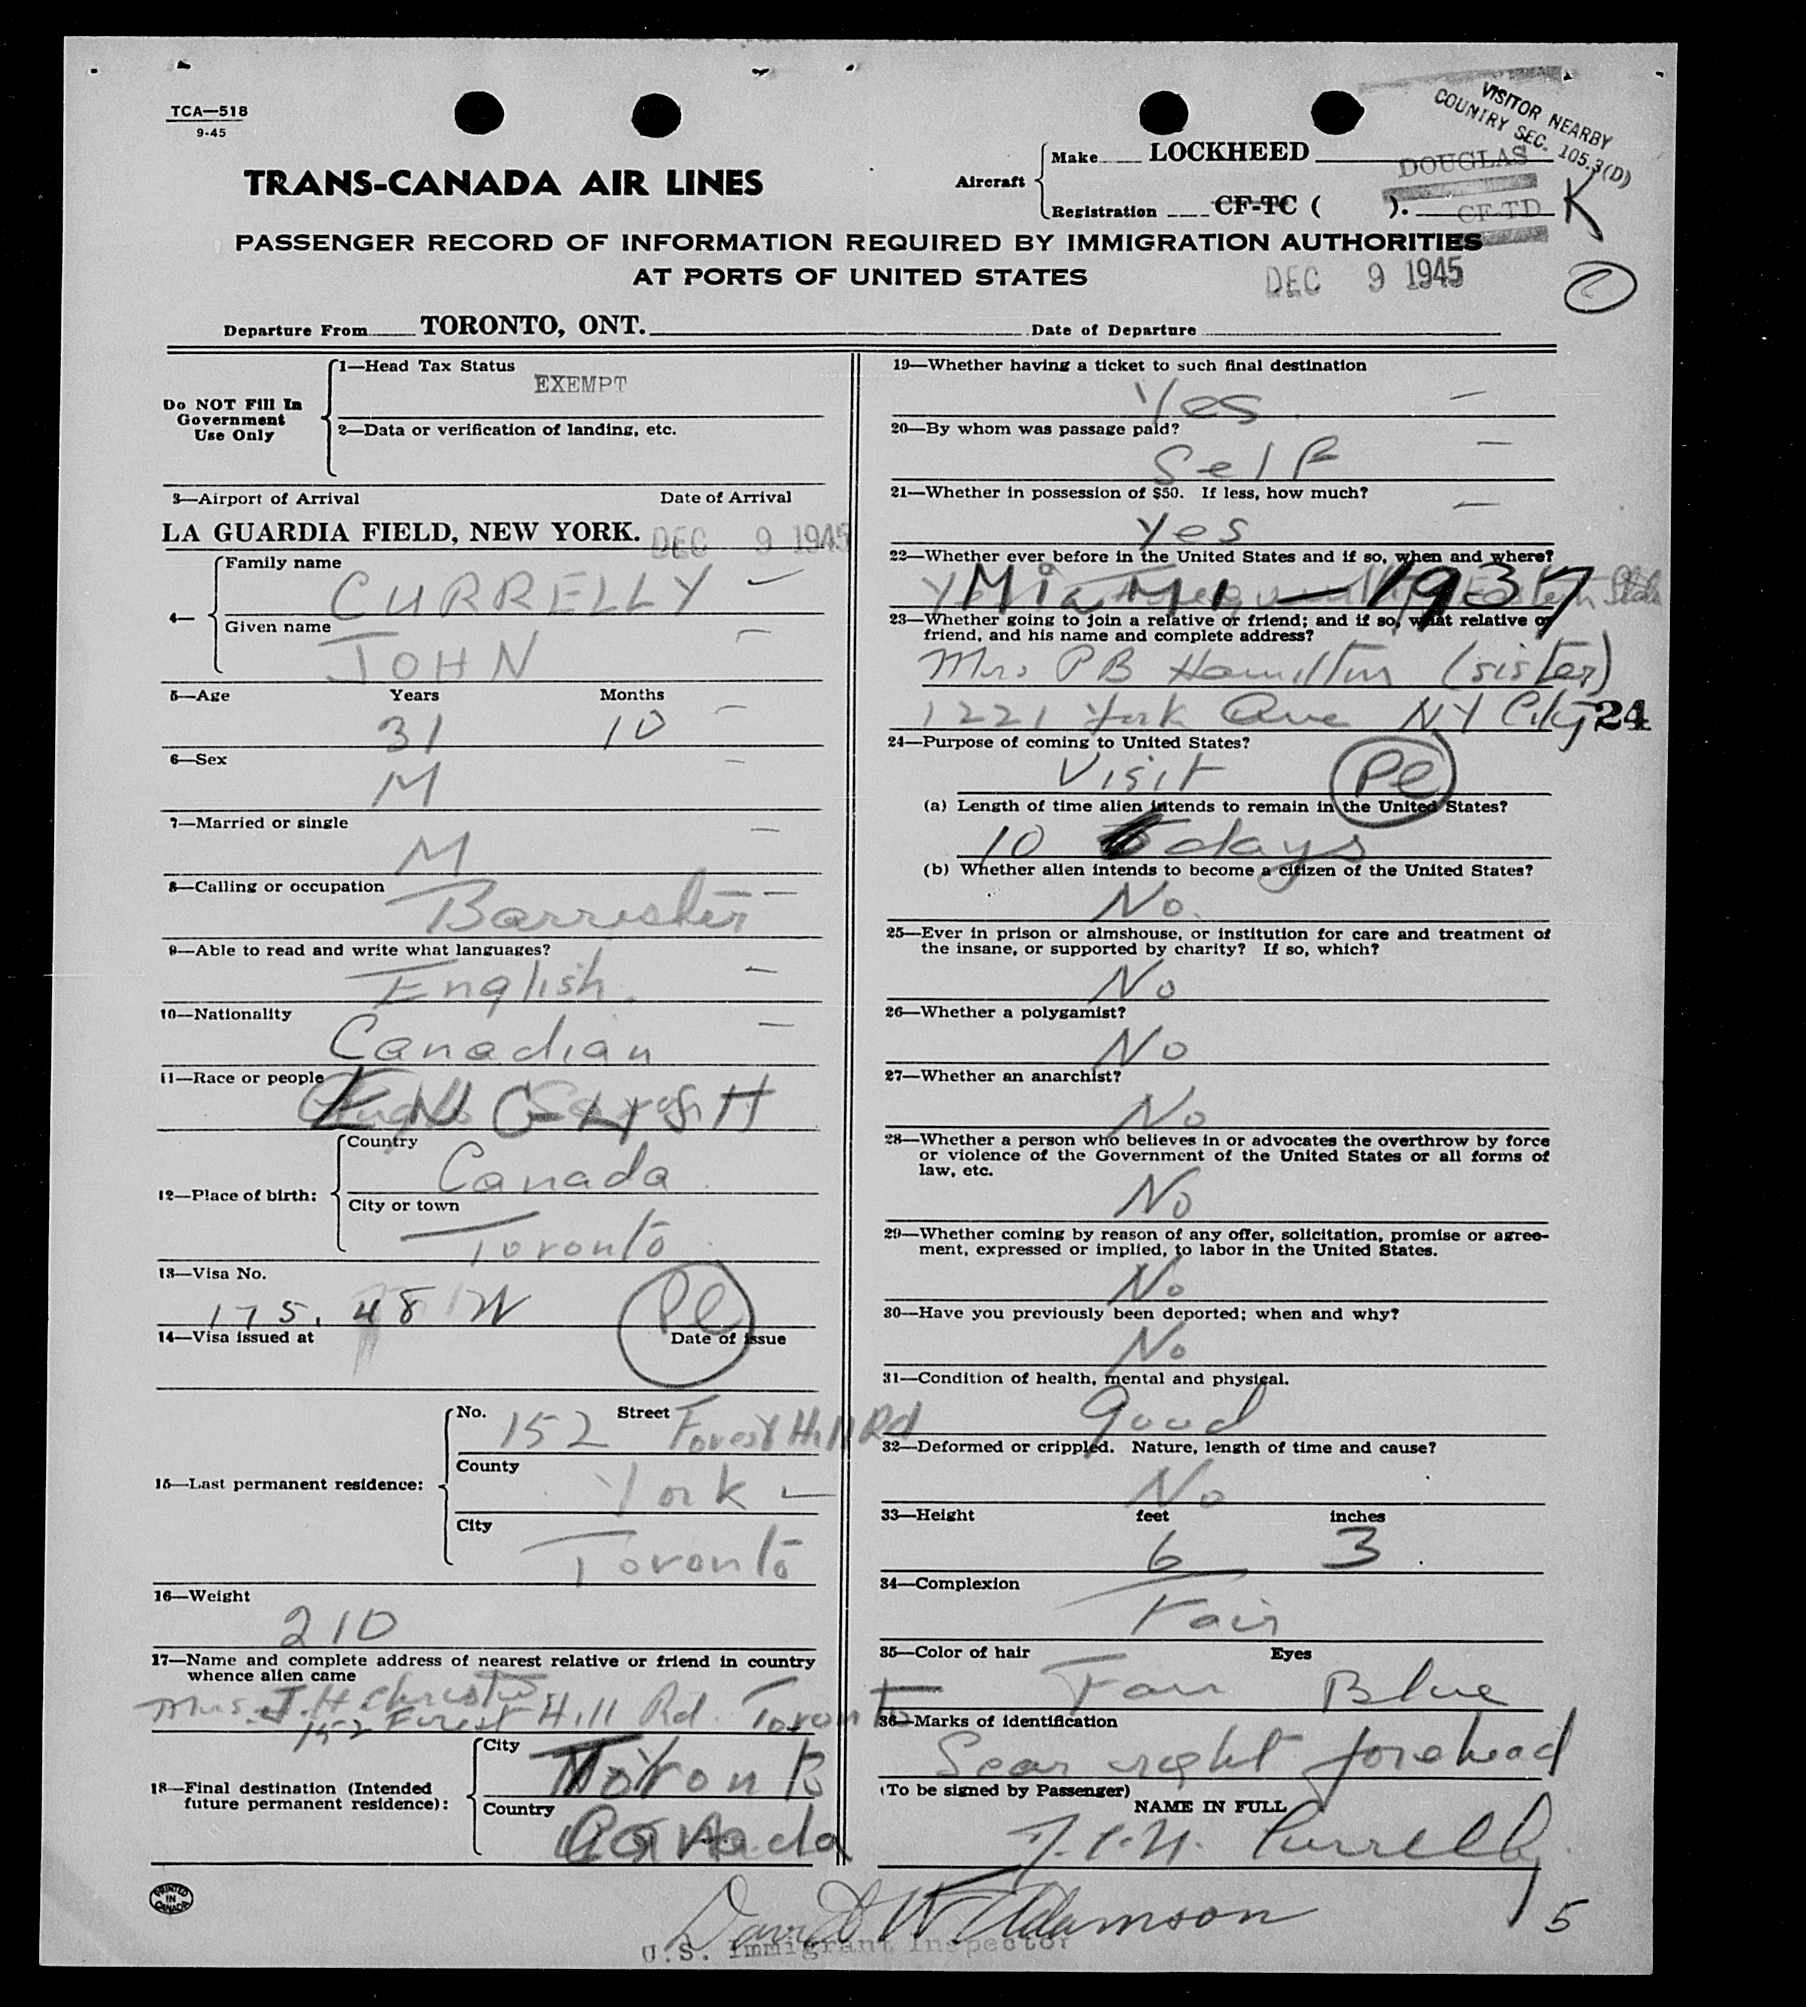 TCA—518
9-45
VISITOR NEARBY
COUNTRY SEC. 105.3(D)
TRANS-CANADA AIR LINES
Aircraft
Make LOCKHEED
DOUGLAS
Registration CF-TC ( ).
CF-TD K
PASSENGER RECORD OF INFORMATION REQUIRED BY IMMIGRATION AUTHORITIES
AT PORTS OF UNITED STATES
DEC 9 1945
Departure From TORONTO, ONT. Date of Departure
Do NOT Fill In
Government
Use Only
1—Head Tax Status
EXEMPT
2—Data or verification of landing, etc.
3—Airport of Arrival Date of Arrival
LA GUARDIA FIELD, NEW YORK. DEC 9 1945
4—
Family name
CURRELLY
Given name
JOHN
5—Age Years Months
31 10
6—Sex
M
7—Married or single
M
8—Calling or occupation
Barrister
9—Able to read and write what languages?
English.
10—Nationality
Canadian
11—Race or people
ENGLISH
12—Place of birth:
Country
Canada
City or town
Toronto
13—Visa No.
175. 48
14—Visa issued at Date of issue
Pl
15—Last permanent residence:
No. 152 Street Forest Hill Rd
County
York
City
Toronto
16—Weight
210
17—Name and complete address of nearest relative or friend in country
whence alien came
Mrs. J. H. Christie
152 Forest Hill Rd. Toronto
18—Final destination (Intended
future permanent residence):
City
Toronto
Country
Canada
PRINTED
IN
CANADA
19—Whether having a ticket to such final destination
Yes.
20—By whom was passage paid?
Self
21—Whether in possession of $50. If less, how much?
Yes
22—Whether ever before in the United States and if so, when and where?
MiaMi — 1937
23—Whether going to join a relative or friend; and if so, what relative or
friend, and his name and complete address?
Mrs P B Hamilton (sister)
1221 York Ave N.Y City 24
24—Purpose of coming to United States?
Visit Pl
(a) Length of time alien intends to remain in the United States?
10 days
(b) Whether alien intends to become a citizen of the United States?
No.
25—Ever in prison or almshouse, or institution for care and treatment of
the insane, or supported by charity? If so, which?
No
26—Whether a polygamist?
No
27—Whether an anarchist?
No
28—Whether a person who believes in or advocates the overthrow by force
or violence of the Government of the United States or all forms of
law, etc.
No
29—Whether coming by reason of any offer, solicitation, promise or agree-
ment, expressed or implied, to labor in the United States.
No
30—Have you previously been deported; when and why?
No
31—Condition of health, mental and physical.
Good
32—Deformed or crippled. Nature, length of time and cause?
No
33—Height feet inches
6 3
34—Complexion
Fair
35—Color of hair Eyes
Fair Blue
36—Marks of identification
Scar right forehead
(To be signed by Passenger)
NAME IN FULL
Currelly
David W Adamson
U.S. Immigrant Inspector
5